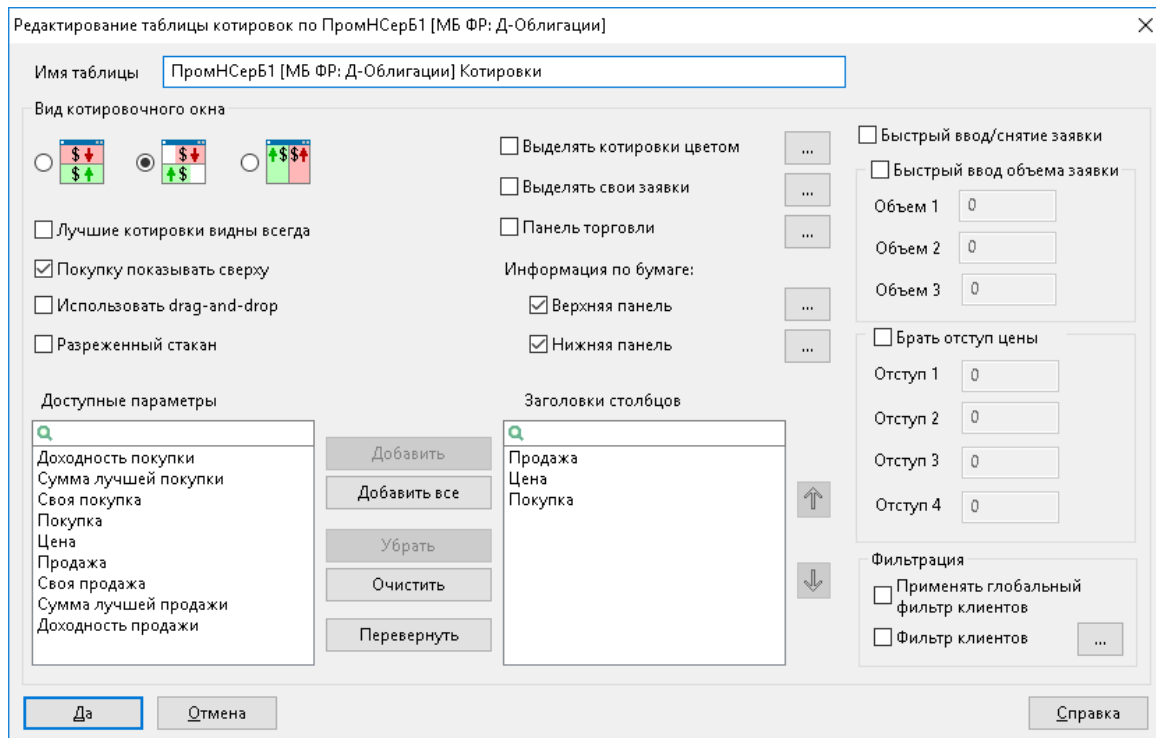 Редактирование таблицы котировок по ПромНСерБ1 [МБ ФР: Д-Облигации]
Имя таблицы
ПромНСерБ1 [МБ ФР: Д-Облигации] Котировки
Вид котировочного окна
Лучшие котировки видны всегда
Покупку показывать сверху
Использовать drag-and-drop
Разреженный стакан
Выделять котировки цветом
...
Выделять свои заявки
...
Панель торговли
...
Информация по бумаге:
Верхняя панель
...
Нижняя панель
...
Быстрый ввод/снятие заявки
Быстрый ввод объема заявки
Объем 1
0
Объем 2
0
Объем 3
0
Брать отступ цены
Отступ 1
0
Отступ 2
0
Отступ 3
0
Отступ 4
0
Доступные параметры
Доходность покупки
Сумма лучшей покупки
Своя покупка
Покупка
Цена
Продажа
Своя продажа
Сумма лучшей продажи
Доходность продажи
Добавить
Добавить все
Убрать
Очистить
Перевернуть
Заголовки столбцов
Продажа
Цена
Покупка
Фильтрация
Применять глобальный
фильтр клиентов
Фильтр клиентов
...
Да
Отмена
Справка